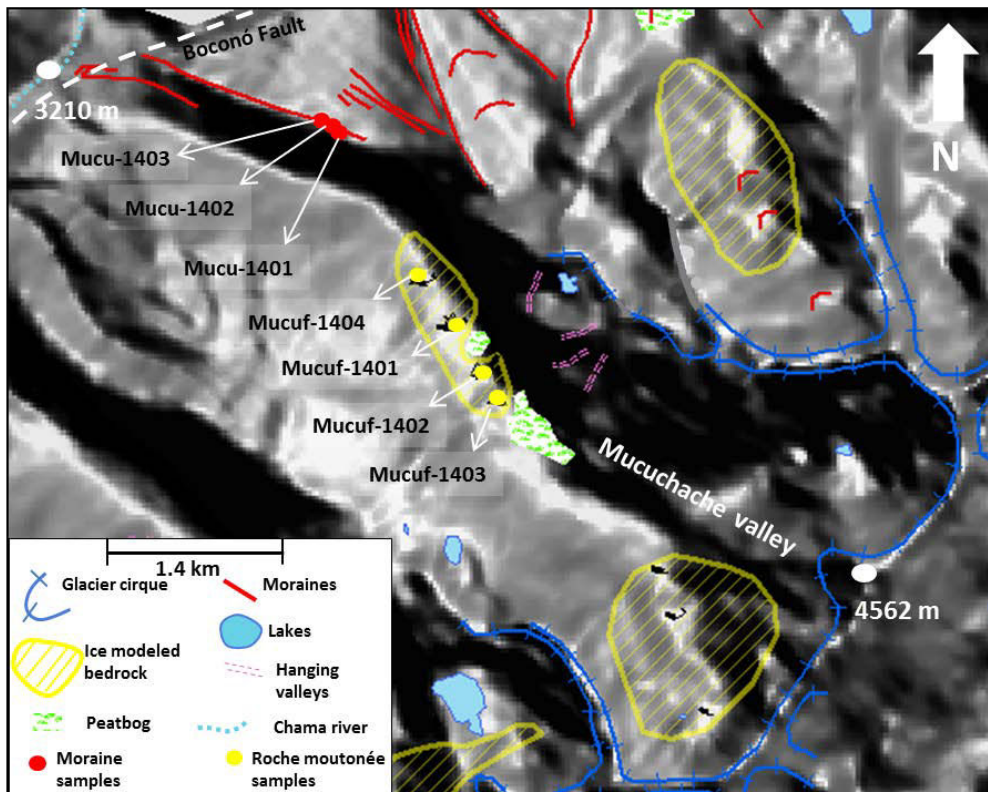 Boconó Fault
3210 m
N
Mucu-1403
Mucu-1402
Mucu-1401
Mucuf-1404
Mucuf-1401
Mucuf-1402
Mucuf-1403
Mucuchache valley
4562 m
1.4 km
Glacier cirque
Moraines
Lakes
Ice modeled
bedrock
Hanging
valleys
Peatbog
Chama river
Moraine
samples
Roche moutonée
samples